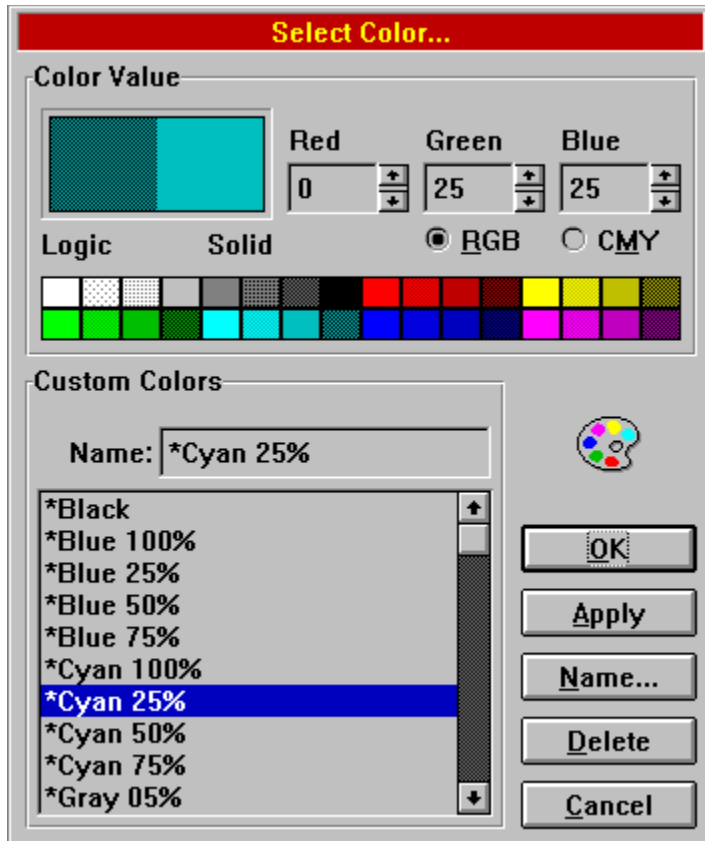 Select Color...
Color Value
Red Green Blue
0 25 25
Logic Solid RGB CMY
Custom Colors
Name: *Cyan 25%
*Black
*Blue 100%
*Blue 25%
*Blue 50%
*Blue 75%
*Cyan 100%
*Cyan 25%
*Cyan 50%
*Cyan 75%
*Gray 05%
OK
Apply
Name...
Delete
Cancel